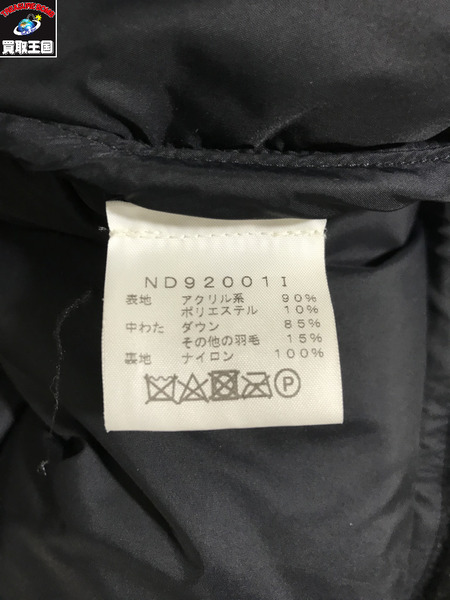 買取王国
ND92001I
表地 アクリル系 90%
ポリエステル 10%
中わた ダウン 85%
その他の羽毛 15%
裏地 ナイロン 100%
P